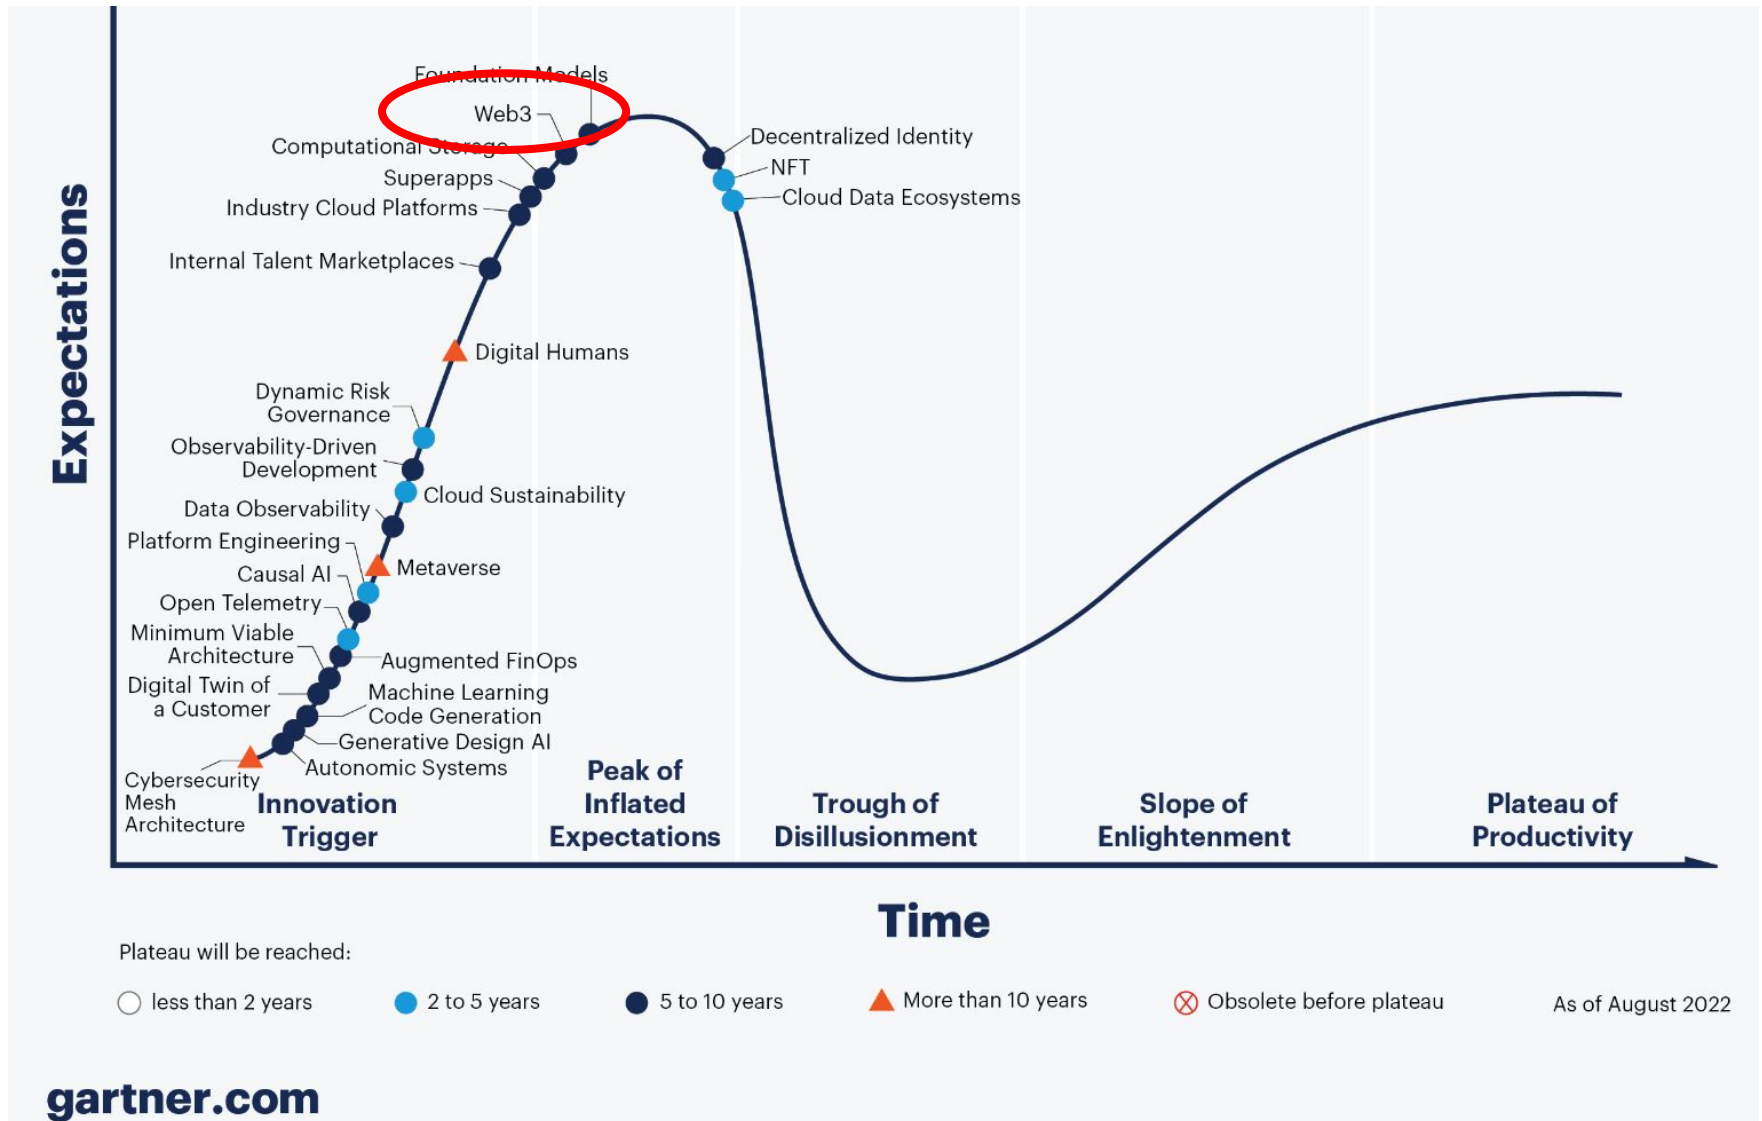 Foundation Models
Web3
Computational Storage
Superapps
Industry Cloud Platforms
Internal Talent Marketplaces
Decentralized Identity
NFT
Cloud Data Ecosystems
Digital Humans
Dynamic Risk
Governance
Observability-Driven
Development
Cloud Sustainability
Data Observability
Platform Engineering
Metaverse
Causal AI
Open Telemetry
Minimum Viable
Architecture
Augmented FinOps
Digital Twin of
a Customer
Machine Learning
Code Generation
Generative Design AI
Autonomic Systems
Cybersecurity
Mesh
Architecture
Expectations
Innovation
Trigger
Peak of
Inflated
Expectations
Trough of
Disillusionment
Slope of
Enlightenment
Plateau of
Productivity
Time
Plateau will be reached:
less than 2 years
2 to 5 years
5 to 10 years
More than 10 years
Obsolete before plateau
As of August 2022
gartner.com